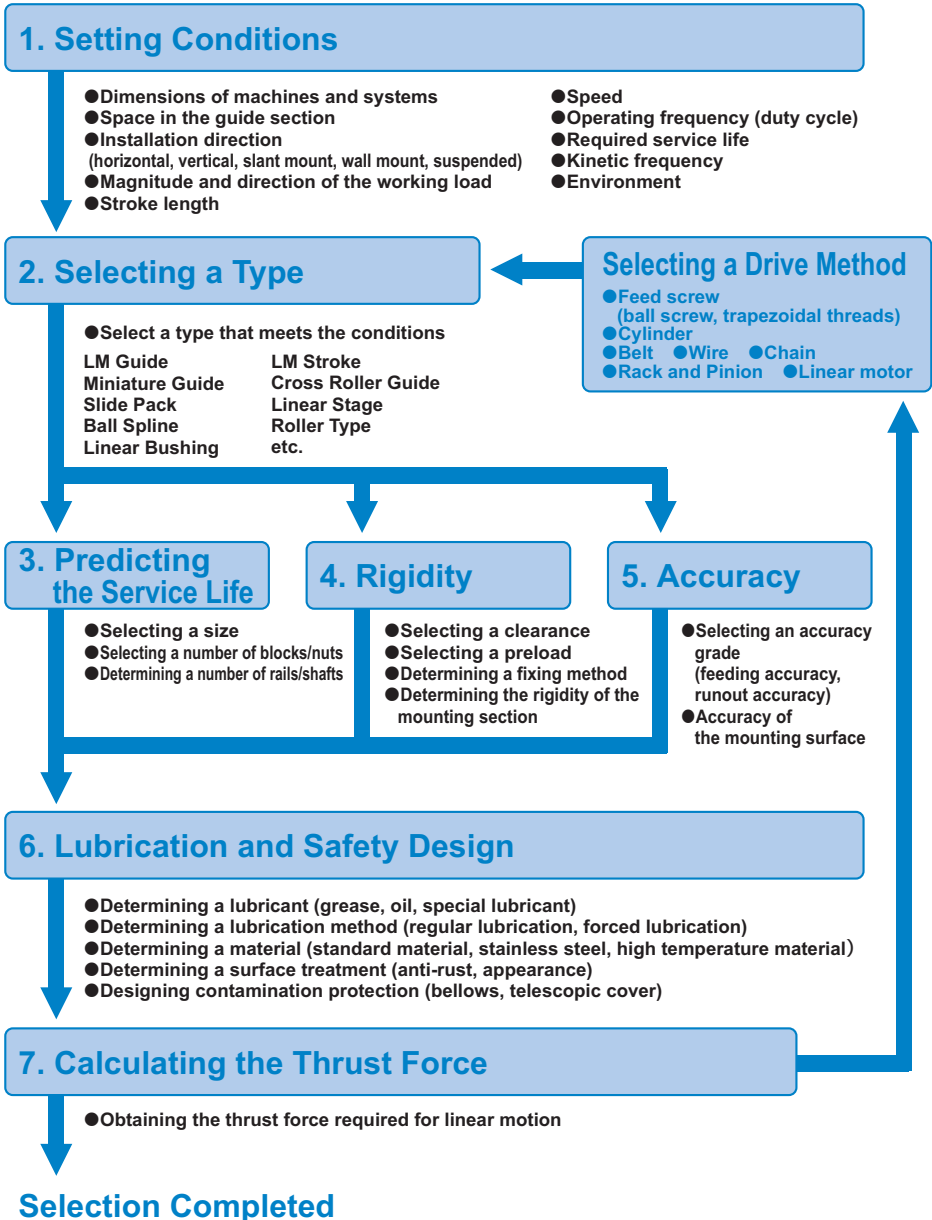 1. Setting Conditions
●Dimensions of machines and systems
●Space in the guide section
●Installation direction
(horizontal, vertical, slant mount, wall mount, suspended)
●Magnitude and direction of the working load
●Stroke length
●Speed
●Operating frequency (duty cycle)
●Required service life
●Kinetic frequency
●Environment
2. Selecting a Type
Selecting a Drive Method
●Feed screw
(ball screw, trapezoidal threads)
●Cylinder
●Belt ●Wire ●Chain
●Rack and Pinion ●Linear motor
●Select a type that meets the conditions
LM Guide
Miniature Guide
Slide Pack
Ball Spline
Linear Bushing
LM Stroke
Cross Roller Guide
Linear Stage
Roller Type
etc.
3. Predicting
the Service Life
●Selecting a size
●Selecting a number of blocks/nuts
●Determining a number of rails/shafts
4. Rigidity
●Selecting a clearance
●Selecting a preload
●Determining a fixing method
●Determining the rigidity of the
mounting section
5. Accuracy
●Selecting an accuracy
grade
(feeding accuracy,
runout accuracy)
●Accuracy of
the mounting surface
6. Lubrication and Safety Design
●Determining a lubricant (grease, oil, special lubricant)
●Determining a lubrication method (regular lubrication, forced lubrication)
●Determining a material (standard material, stainless steel, high temperature material）
●Determining a surface treatment (anti-rust, appearance)
●Designing contamination protection (bellows, telescopic cover)
7. Calculating the Thrust Force
●Obtaining the thrust force required for linear motion
Selection Completed